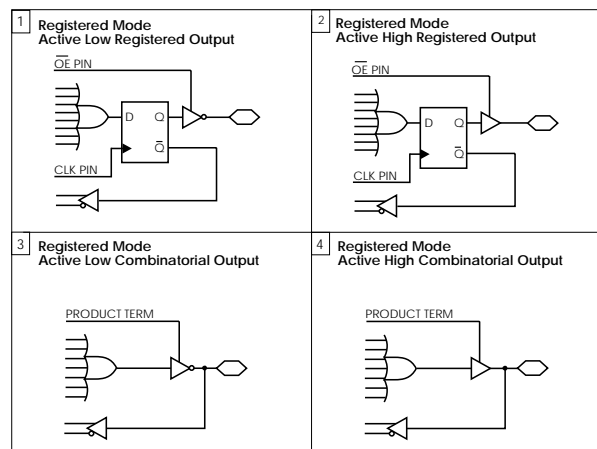 1
Registered Mode
Active Low Registered Output
O̅E̅ PIN
D Q
Q̅
CLK PIN
2
Registered Mode
Active High Registered Output
O̅E̅ PIN
D Q
Q̅
CLK PIN
3
Registered Mode
Active Low Combinatorial Output
PRODUCT TERM
4
Registered Mode
Active High Combinatorial Output
PRODUCT TERM